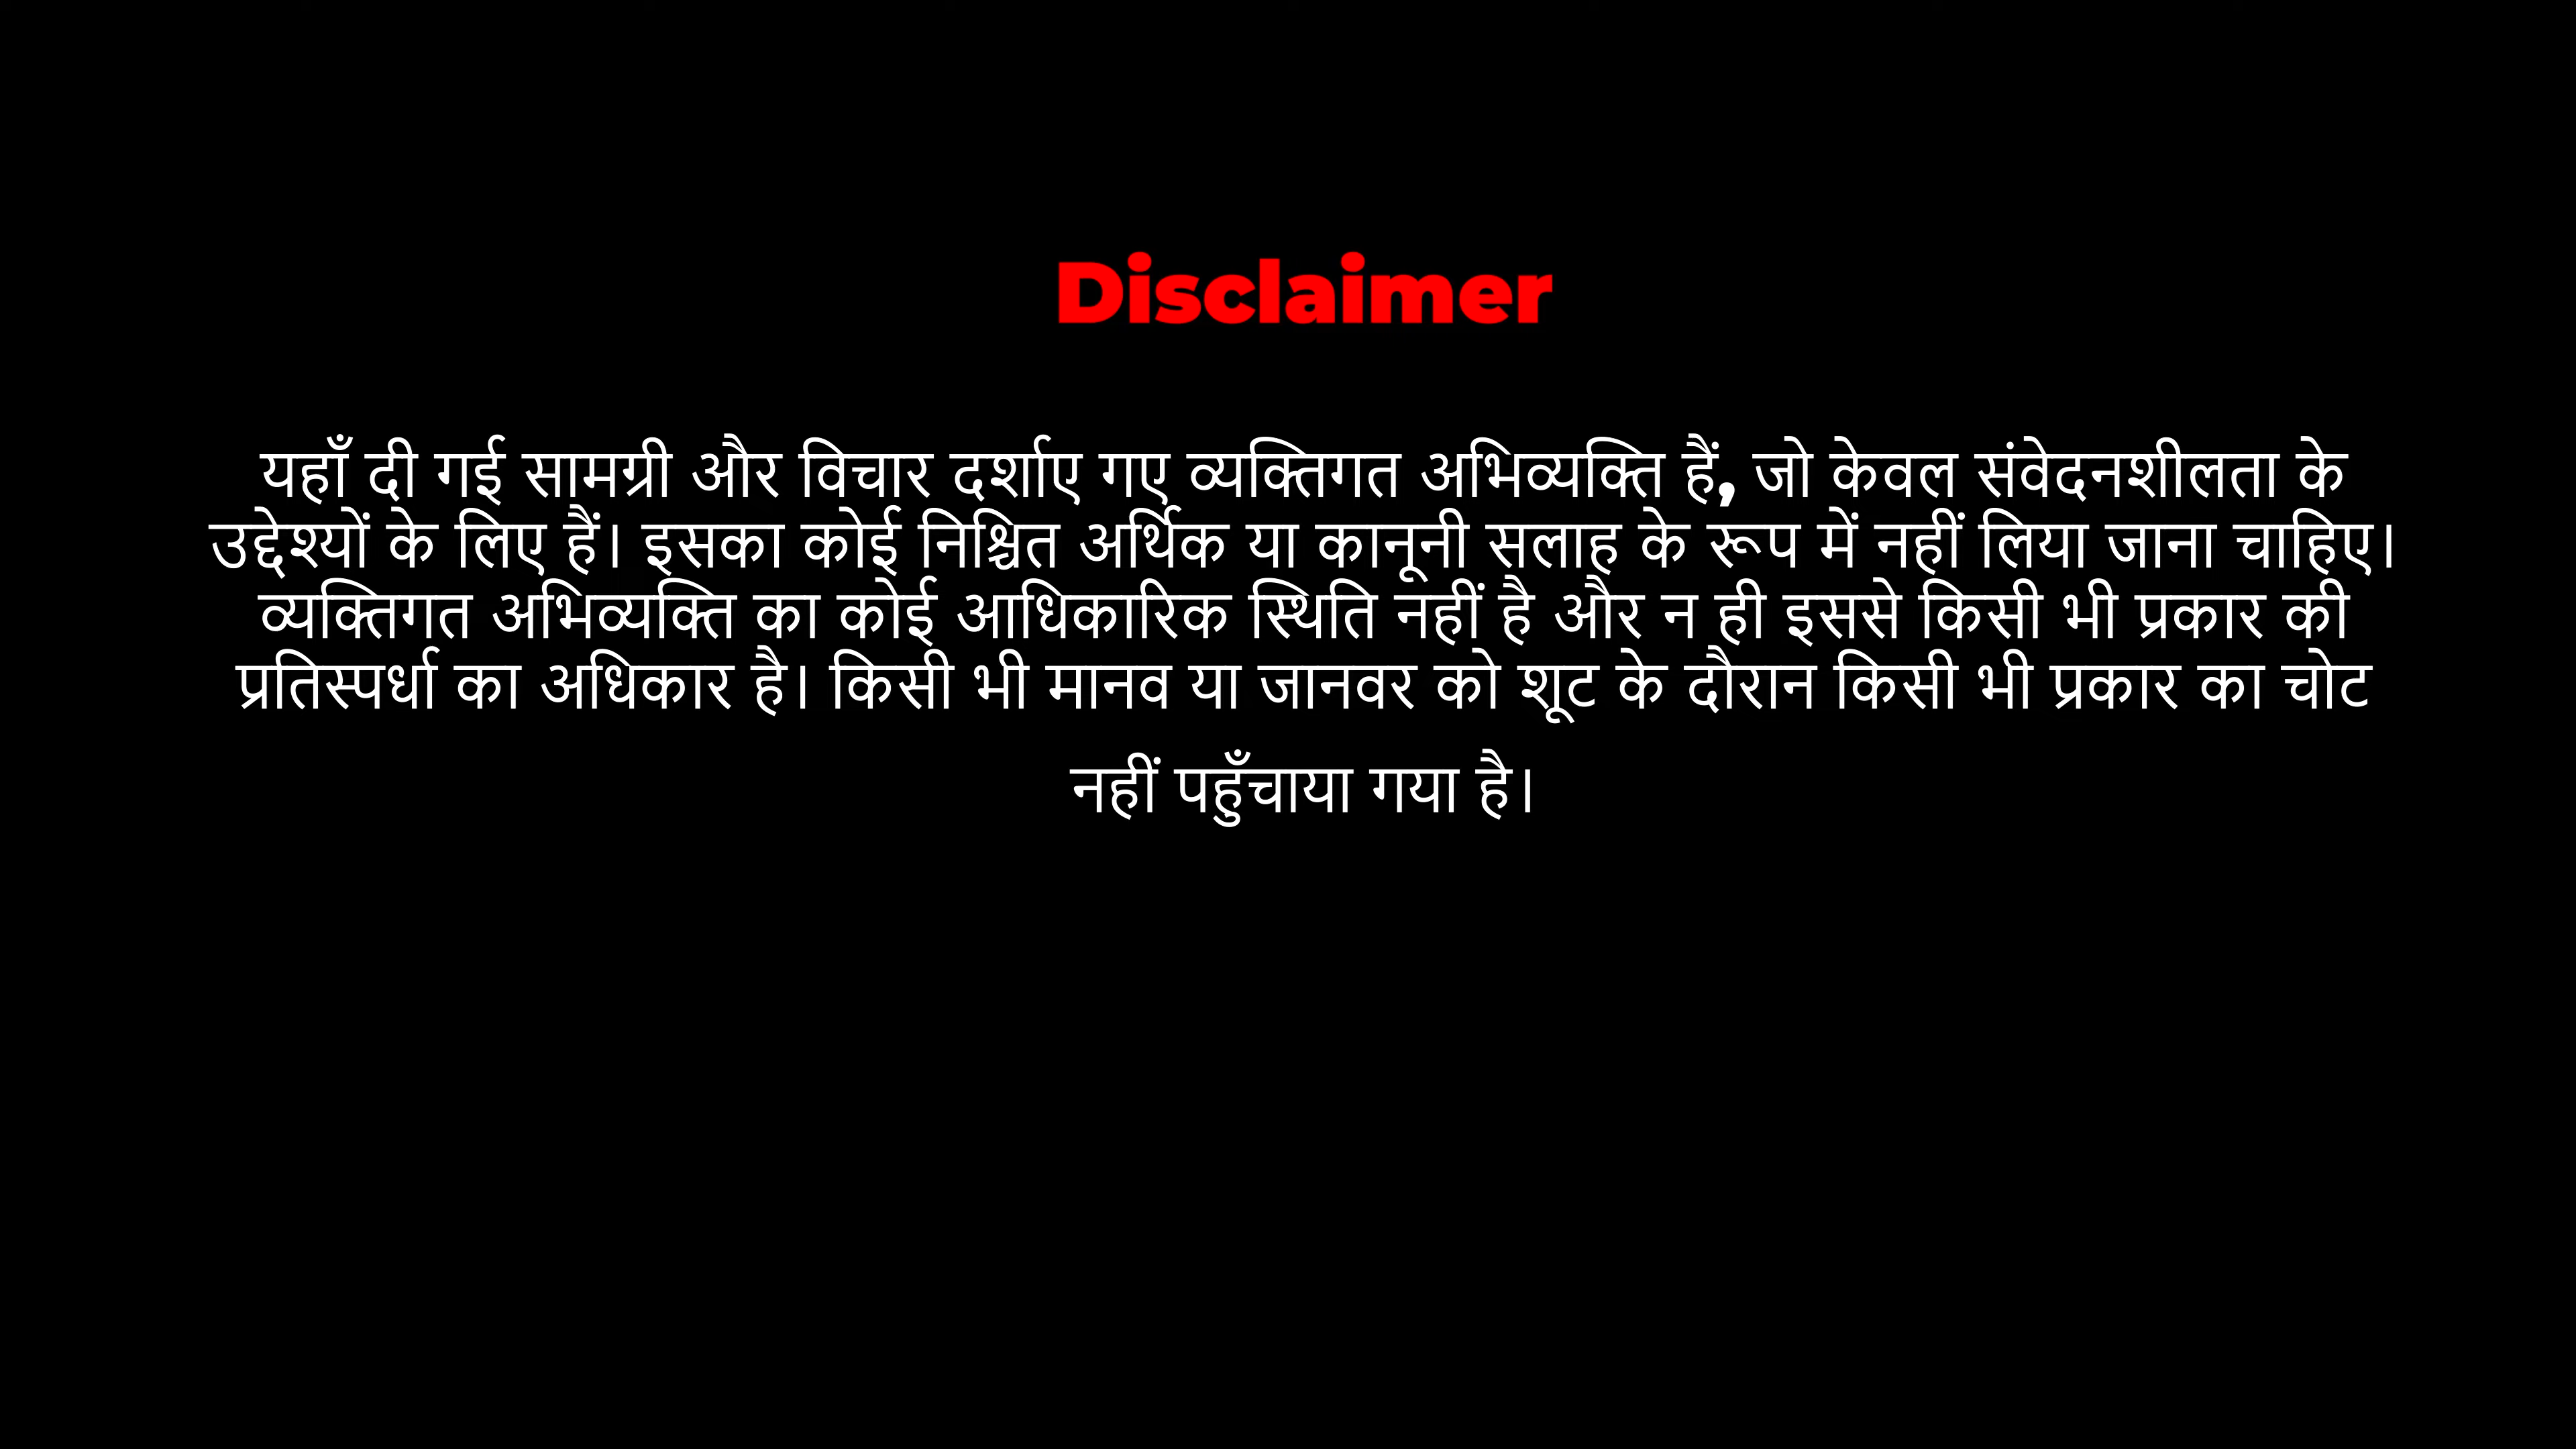 Disclaimer
यहाँ दी गई सामग्री और विचार दर्शाए गए व्यक्तिगत अभिव्यक्ति हैं, जो केवल संवेदनशीलता के
उद्देश्यों के लिए हैं। इसका कोई निश्चित अर्थिक या कानूनी सलाह के रूप में नहीं लिया जाना चाहिए।
व्यक्तिगत अभिव्यक्ति का कोई आधिकारिक स्थिति नहीं है और न ही इससे किसी भी प्रकार की
प्रतिस्पर्धा का अधिकार है। किसी भी मानव या जानवर को शूट के दौरान किसी भी प्रकार का चोट
नहीं पहुँचाया गया है।